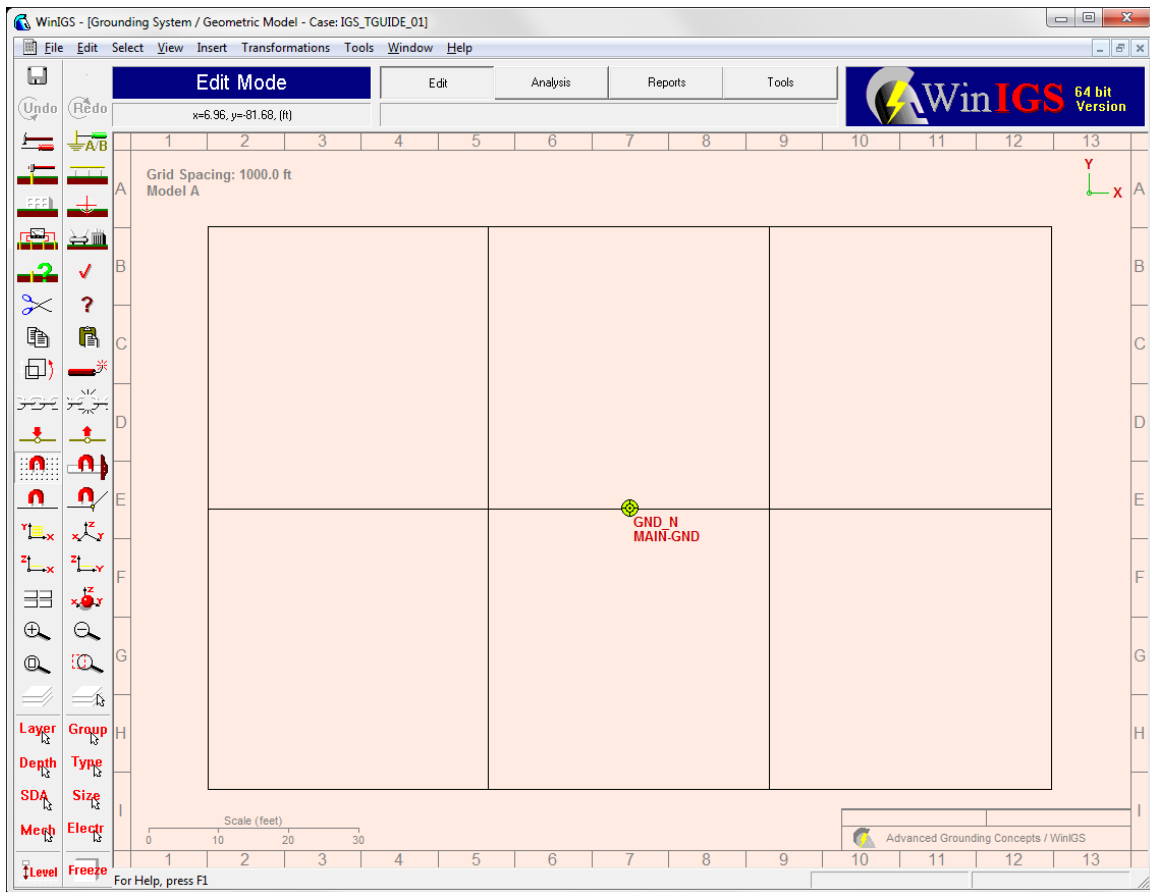 WinIGS - [Grounding System / Geometric Model - Case: IGS_TGUIDE_01]
File Edit Select View Insert Transformations Tools Window Help
Edit Mode
Edit Analysis Reports Tools
WinIGS 64 bit Version
x=6.96, y=-81.68, (ft)
Undo Redo
A/B
1 2 3 4 5 6 7 8 9 10 11 12 13
Grid Spacing: 1000.0 ft
Model A
Y
X
A A
B B
C C
D D
E E
GND_N
MAIN-GND
F F
G G
H H
I I
Y X Z X Y
Z X Z Y
X Z Y
Layer Group
Depth Type
SDA Size
Mech Electr
Level Freeze
Scale (feet)
0 10 20 30
Advanced Grounding Concepts / WinIGS
1 2 3 4 5 6 7 8 9 10 11 12 13
For Help, press F1